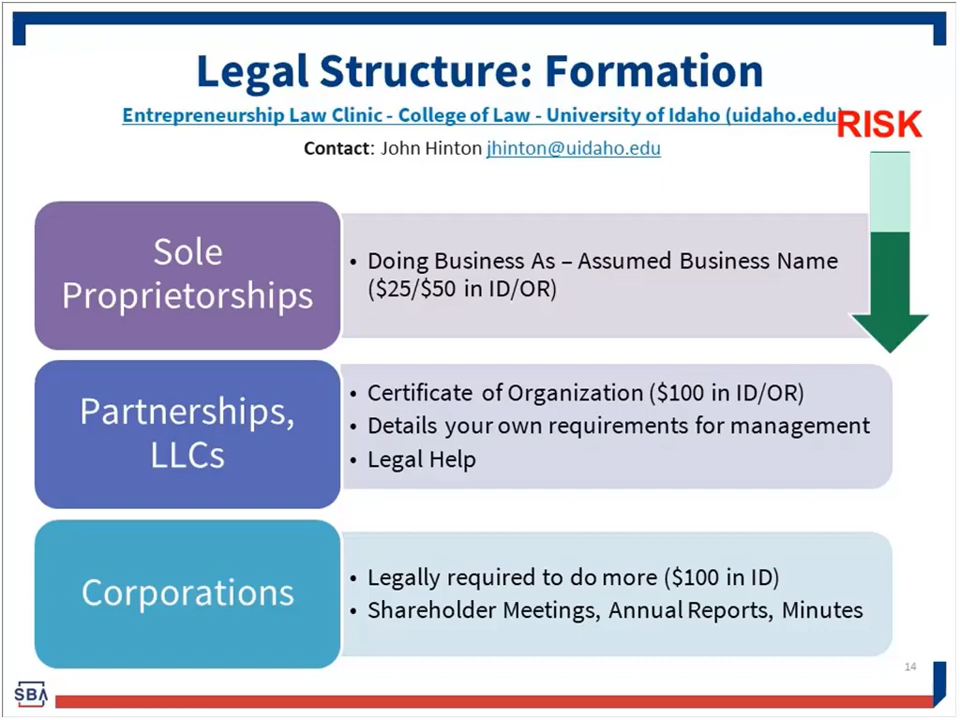 Legal Structure: Formation
Entrepreneurship Law Clinic - College of Law - University of Idaho (uidaho.edu)
RISK
Contact: John Hinton jhinton@uidaho.edu
Sole
Proprietorships
• Doing Business As – Assumed Business Name
($25/$50 in ID/OR)
Partnerships,
LLCs
• Certificate of Organization ($100 in ID/OR)
• Details your own requirements for management
• Legal Help
Corporations
• Legally required to do more ($100 in ID)
• Shareholder Meetings, Annual Reports, Minutes
14
SBA